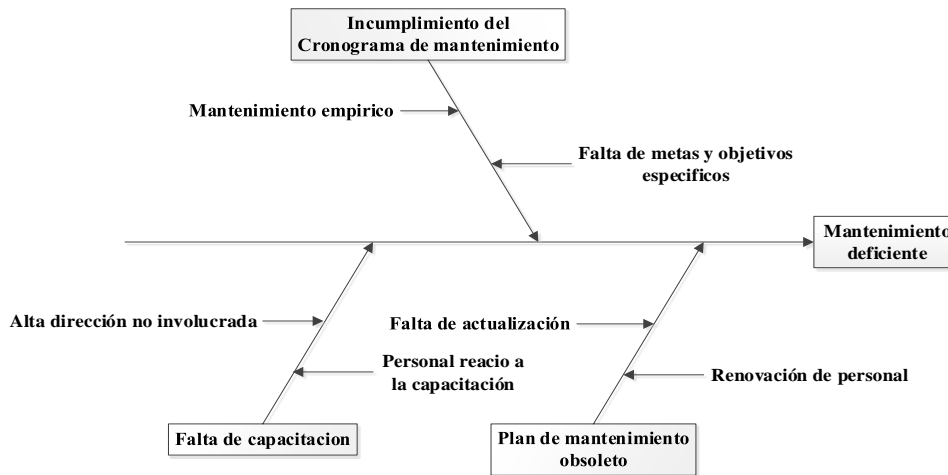 Incumplimiento del
Cronograma de mantenimiento
Mantenimiento empirico
Falta de metas y objetivos
especificos
Mantenimiento
deficiente
Alta dirección no involucrada
Falta de actualización
Personal reacio a
la capacitación
Renovación de personal
Falta de capacitacion
Plan de mantenimiento
obsoleto